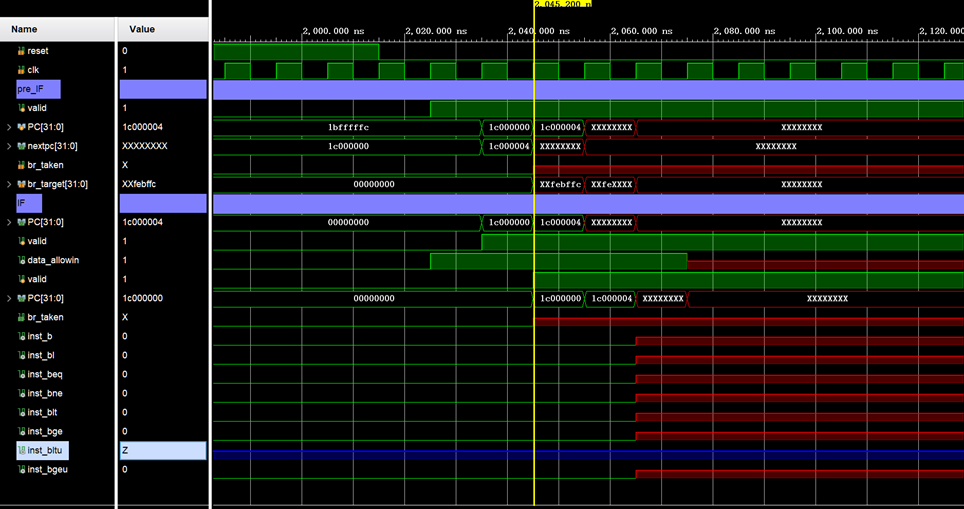 2,045.200 n
Name Value 2,000.000 ns 2,020.000 ns 2,040.000 ns 2,060.000 ns 2,080.000 ns 2,100.000 ns 2,120.000
reset 0
clk 1
pre_IF
valid 1
PC[31:0] 1c000004 1bfffffc 1c000000 1c000004 XXXXXXXX XXXXXXXX
nextpc[31:0] XXXXXXXX 1c000000 1c000004 XXXXXXXX XXXXXXXX
br_taken X
br_target[31:0] XXfebffc 00000000 XXfebffc XXfeXXXX XXXXXXXX
IF
PC[31:0] 1c000004 00000000 1c000000 1c000004 XXXXXXXX XXXXXXXX
valid 1
data_allowin 1
valid 1
PC[31:0] 1c000000 00000000 1c000000 1c000004 XXXXXXXX XXXXXXXX
br_taken X
inst_b 0
inst_bl 0
inst_beq 0
inst_bne 0
inst_blt 0
inst_bge 0
inst_bltu Z
inst_bgeu 0